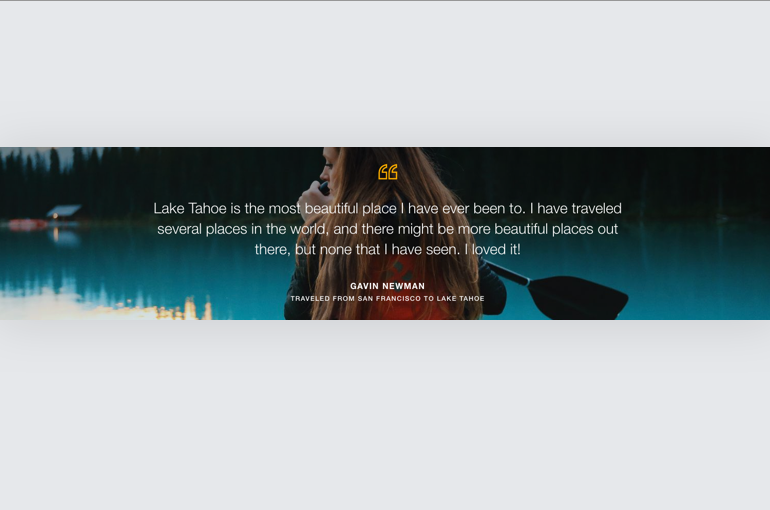 Lake Tahoe is the most beautiful place I have ever been to. I have traveled
several places in the world, and there might be more beautiful places out
there, but none that I have seen. I loved it!
GAVIN NEWMAN
TRAVELED FROM SAN FRANCISCO TO LAKE TAHOE